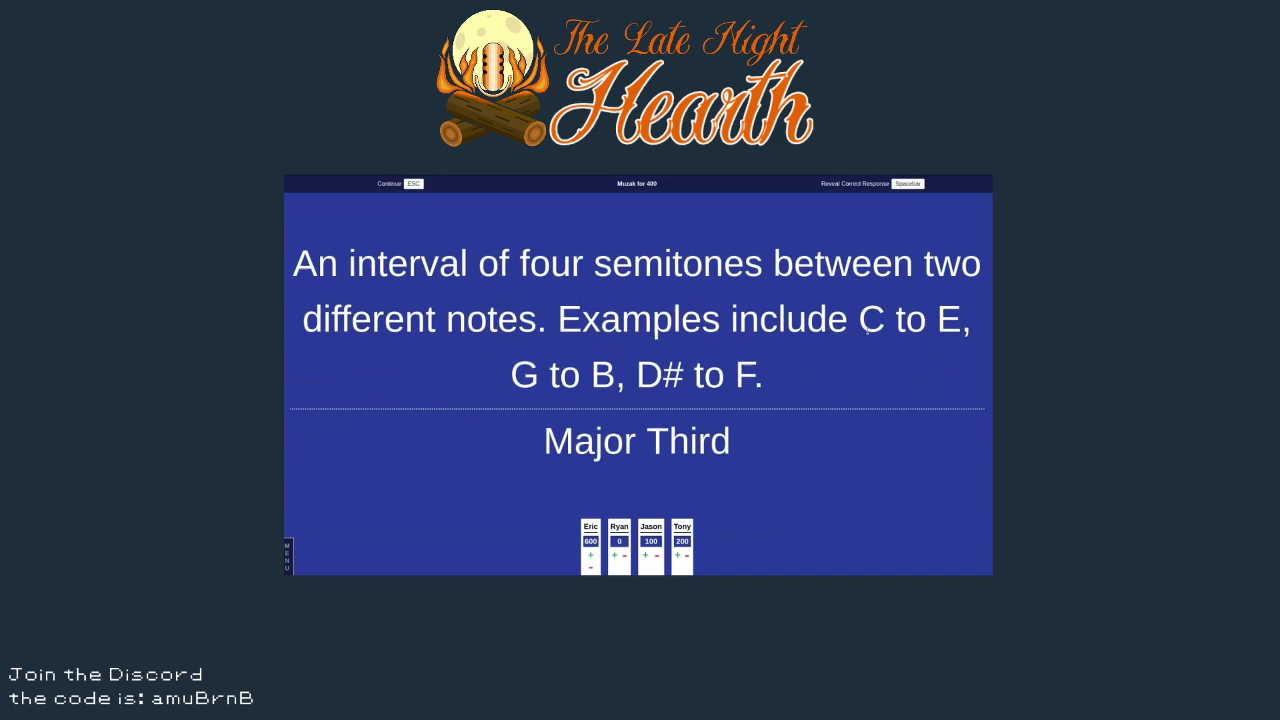 The Late Night
Hearth
Continue ESC
Muzak for 400
Reveal Correct Response Spacebar
An interval of four semitones between two
different notes. Examples include C to E,
G to B, D# to F.
Major Third
Eric Ryan Jason Tony
600 0 100 200
+ + - + - + -
-
MENU
Join the Discord
the code is: amuBrnB